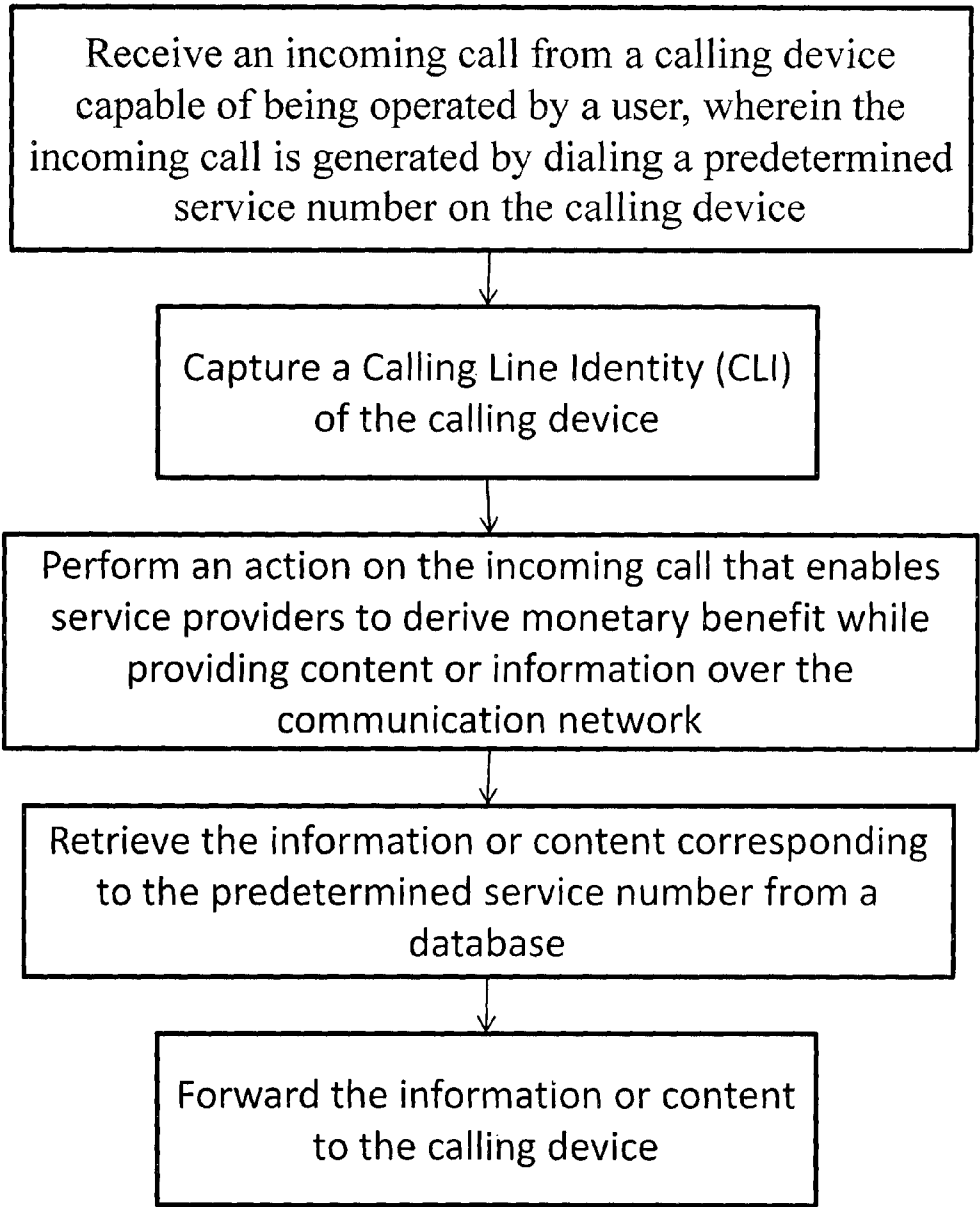 Receive an incoming call from a calling device
capable of being operated by a user, wherein the
incoming call is generated by dialing a predetermined
service number on the calling device
Capture a Calling Line Identity (CLI)
of the calling device
Perform an action on the incoming call that enables
service providers to derive monetary benefit while
providing content or information over the
communication network
Retrieve the information or content corresponding
to the predetermined service number from a
database
Forward the information or content
to the calling device